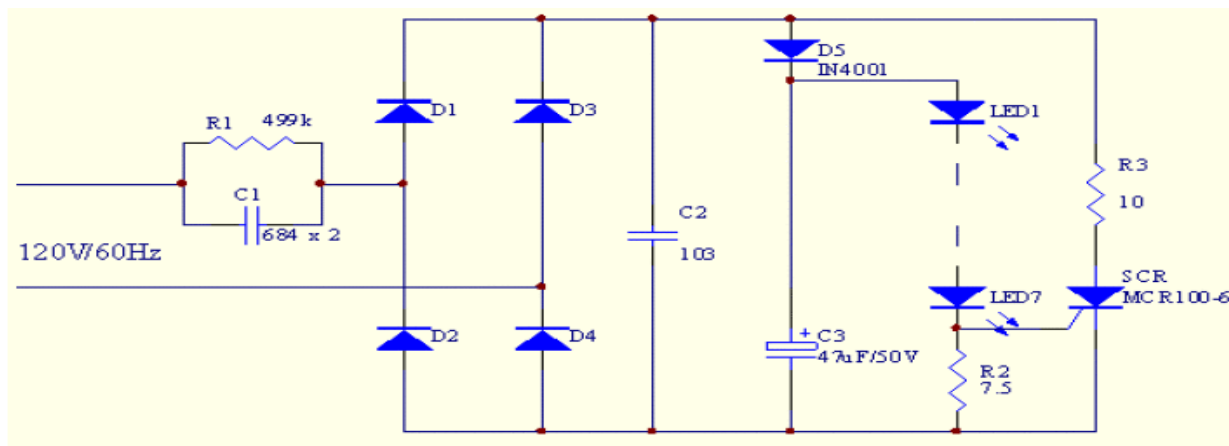 D5
IN4001
D1
D3
LED1
R1 499k
R3
10
C1
684 x 2
C2
103
120V/60Hz
SCR
MCR100-6
LED7
D2
D4
+ C3
47uF/50V
R2
7.5